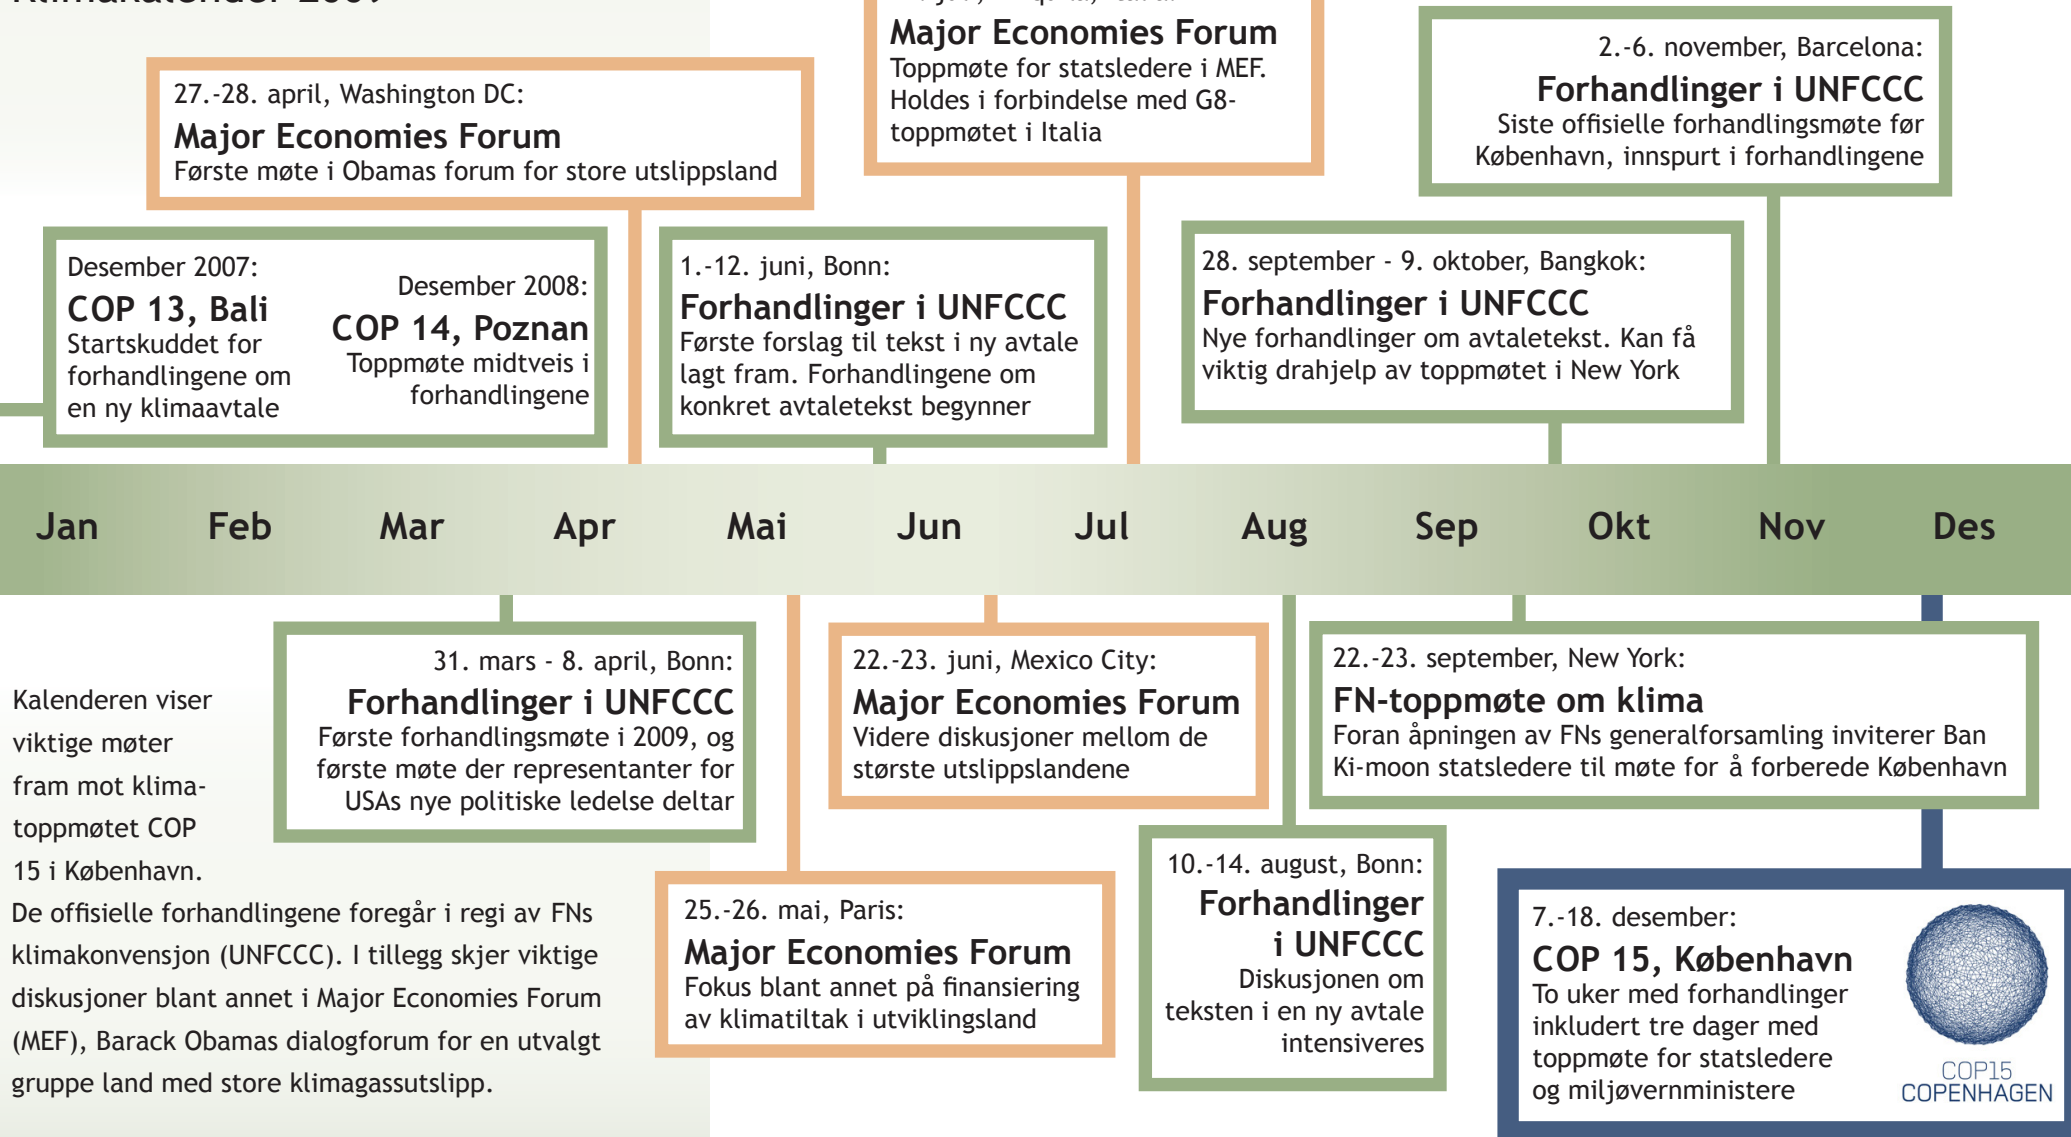 Klimakalender 2009
27.-28. april, Washington DC:
Major Economies Forum
Første møte i Obamas forum for store utslippsland
Major Economies Forum
Toppmøte for statsledere i MEF.
Holdes i forbindelse med G8-
toppmøtet i Italia
2.-6. november, Barcelona:
Forhandlinger i UNFCCC
Siste offisielle forhandlingsmøte før
København, innspurt i forhandlingene
Desember 2007:
COP 13, Bali
Startskuddet for
forhandlingene om
en ny klimaavtale
Desember 2008:
COP 14, Poznan
Toppmøte midtveis i
forhandlingene
1.-12. juni, Bonn:
Forhandlinger i UNFCCC
Første forslag til tekst i ny avtale
lagt fram. Forhandlingene om
konkret avtaletekst begynner
28. september - 9. oktober, Bangkok:
Forhandlinger i UNFCCC
Nye forhandlinger om avtaletekst. Kan få
viktig drahjelp av toppmøtet i New York
Jan Feb Mar Apr Mai Jun Jul Aug Sep Okt Nov Des
Kalenderen viser
viktige møter
fram mot klima-
toppmøtet COP
15 i København.
De offisielle forhandlingene foregår i regi av FNs
klimakonvensjon (UNFCCC). I tillegg skjer viktige
diskusjoner blant annet i Major Economies Forum
(MEF), Barack Obamas dialogforum for en utvalgt
gruppe land med store klimagassutslipp.
31. mars - 8. april, Bonn:
Forhandlinger i UNFCCC
Første forhandlingsmøte i 2009, og
første møte der representanter for
USAs nye politiske ledelse deltar
22.-23. juni, Mexico City:
Major Economies Forum
Videre diskusjoner mellom de
største utslippslandene
22.-23. september, New York:
FN-toppmøte om klima
Foran åpningen av FNs generalforsamling inviterer Ban
Ki-moon statsledere til møte for å forberede København
25.-26. mai, Paris:
Major Economies Forum
Fokus blant annet på finansiering
av klimatiltak i utviklingsland
10.-14. august, Bonn:
Forhandlinger
i UNFCCC
Diskusjonen om
teksten i en ny avtale
intensiveres
7.-18. desember:
COP 15, København
To uker med forhandlinger
inkludert tre dager med
toppmøte for statsledere
og miljøvernministere
COP15
COPENHAGEN